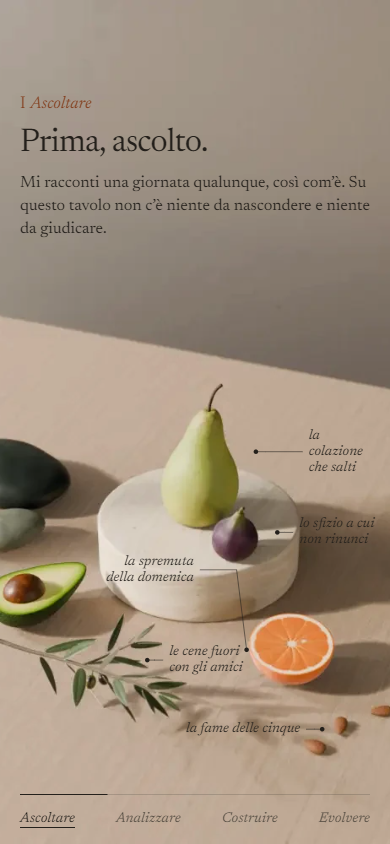 I Ascoltare
Prima, ascolto.
Mi racconti una giornata qualunque, così com’è. Su
questo tavolo non c’è niente da nascondere e niente
da giudicare.
la
colazione
che salti
lo sfizio a cui
non rinunci
la spremuta
della domenica
le cene fuori
con gli amici
la fame delle cinque
Ascoltare Analizzare Costruire Evolvere